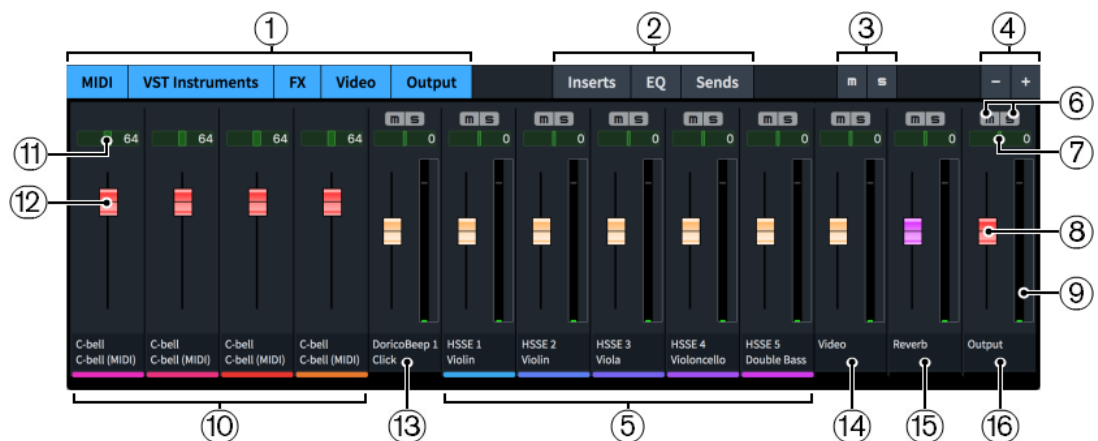 ① ② ③ ④
MIDI VST Instruments FX Video Output Inserts EQ Sends m s − +
m s m s m s m s m s m s m s m s m s ⑥
⑪ 64 64 64 64 0 0 0 0 0 0 0 0 0 ⑦
⑫ ⑧
⑨
C-bell C-bell C-bell C-bell DoricoBeep 1 HSSE 1 HSSE 2 HSSE 3 HSSE 4 HSSE 5 Video Reverb Output
C-bell (MIDI) C-bell (MIDI) C-bell (MIDI) C-bell (MIDI) Click Violin Violin Viola Violoncello Double Bass
⑩ ⑬ ⑤ ⑭ ⑮ ⑯